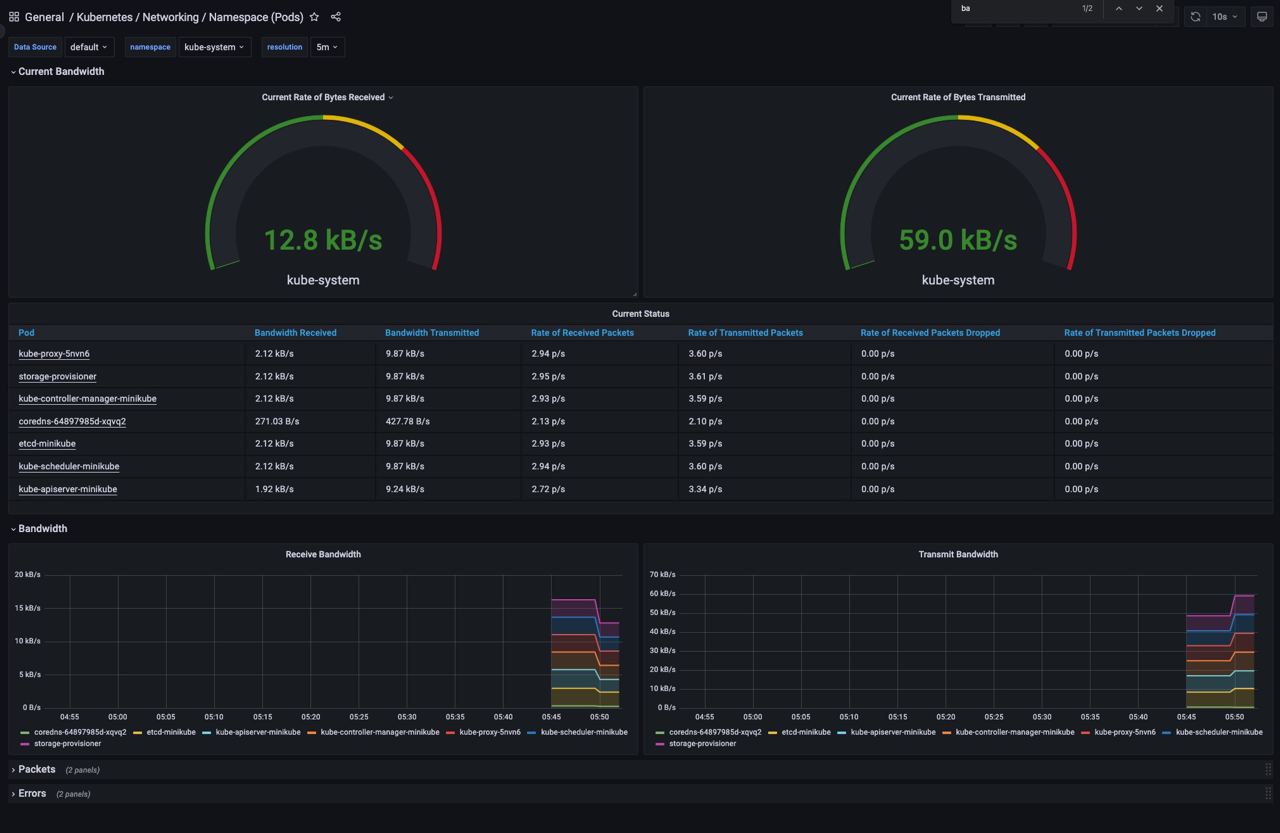 General / Kubernetes / Networking / Namespace (Pods)
ba 1/2
10s
Data Source default namespace kube-system resolution 5m
Current Bandwidth
Current Rate of Bytes Received
12.8 kB/s
kube-system
Current Rate of Bytes Transmitted
59.0 kB/s
kube-system
Current Status
Pod Bandwidth Received Bandwidth Transmitted Rate of Received Packets Rate of Transmitted Packets Rate of Received Packets Dropped Rate of Transmitted Packets Dropped
kube-proxy-5nvn6 2.12 kB/s 9.87 kB/s 2.94 p/s 3.60 p/s 0.00 p/s 0.00 p/s
storage-provisioner 2.12 kB/s 9.87 kB/s 2.95 p/s 3.61 p/s 0.00 p/s 0.00 p/s
kube-controller-manager-minikube 2.12 kB/s 9.87 kB/s 2.93 p/s 3.59 p/s 0.00 p/s 0.00 p/s
coredns-64897985d-xqvq2 271.03 B/s 427.78 B/s 2.13 p/s 2.10 p/s 0.00 p/s 0.00 p/s
etcd-minikube 2.12 kB/s 9.87 kB/s 2.93 p/s 3.59 p/s 0.00 p/s 0.00 p/s
kube-scheduler-minikube 2.12 kB/s 9.87 kB/s 2.94 p/s 3.60 p/s 0.00 p/s 0.00 p/s
kube-apiserver-minikube 1.92 kB/s 9.24 kB/s 2.72 p/s 3.34 p/s 0.00 p/s 0.00 p/s
Bandwidth
Receive Bandwidth
20 kB/s
15 kB/s
10 kB/s
5 kB/s
0 B/s
04:55 05:00 05:05 05:10 05:15 05:20 05:25 05:30 05:35 05:40 05:45 05:50
coredns-64897985d-xqvq2 etcd-minikube kube-apiserver-minikube kube-controller-manager-minikube kube-proxy-5nvn6 kube-scheduler-minikube
storage-provisioner
Transmit Bandwidth
70 kB/s
60 kB/s
50 kB/s
40 kB/s
30 kB/s
20 kB/s
10 kB/s
0 B/s
04:55 05:00 05:05 05:10 05:15 05:20 05:25 05:30 05:35 05:40 05:45 05:50
coredns-64897985d-xqvq2 etcd-minikube kube-apiserver-minikube kube-controller-manager-minikube kube-proxy-5nvn6 kube-scheduler-minikube
storage-provisioner
Packets (2 panels)
Errors (2 panels)